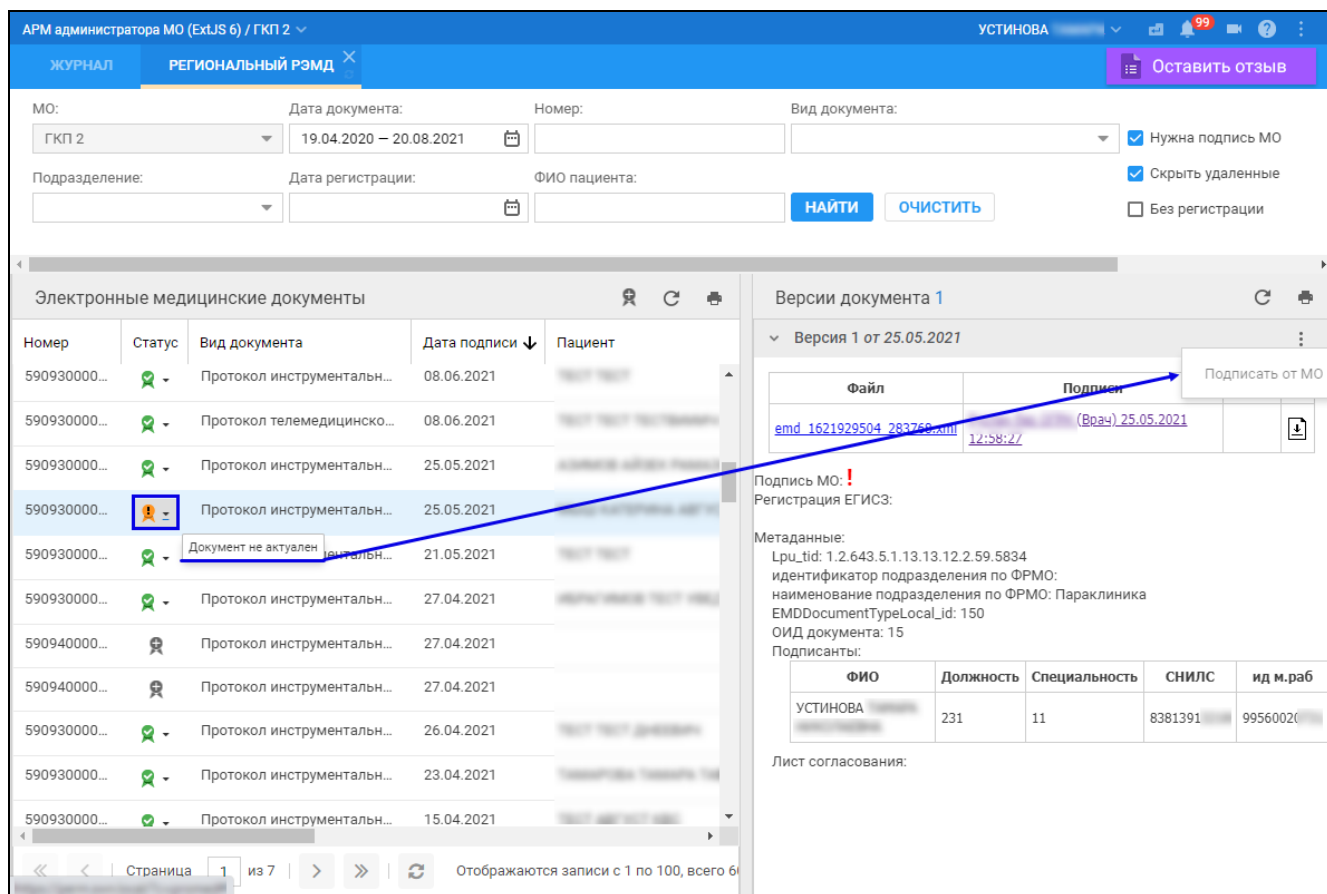 АРМ администратора МО (ExtJS 6) / ГКП 2
УСТИНОВА
99
ЖУРНАЛ
РЕГИОНАЛЬНЫЙ РЭМД
Оставить отзыв
МО:
Дата документа:
Номер:
Вид документа:
ГКП 2
19.04.2020 — 20.08.2021
Нужна подпись МО
Подразделение:
Дата регистрации:
ФИО пациента:
Скрыть удаленные
НАЙТИ
ОЧИСТИТЬ
Без регистрации
Электронные медицинские документы
Номер Статус Вид документа Дата подписи Пациент
590930000... Протокол инструментальн... 08.06.2021
590930000... Протокол телемедицинско... 08.06.2021
590930000... Протокол инструментальн... 25.05.2021
590930000... Протокол инструментальн... 25.05.2021
Документ не актуален
590930000... 21.05.2021
590930000... Протокол инструментальн... 27.04.2021
590940000... Протокол инструментальн... 27.04.2021
590940000... Протокол инструментальн... 27.04.2021
590930000... Протокол инструментальн... 26.04.2021
590930000... Протокол инструментальн... 23.04.2021
590930000... Протокол инструментальн... 15.04.2021
Страница 1 из 7
Отображаются записи с 1 по 100, всего
Версии документа 1
Версия 1 от 25.05.2021
Подписать от МО
Файл Подписи
emd_1621929504_283768.xml (Врач) 25.05.2021
12:58:27
Подпись МО: !
Регистрация ЕГИСЗ:
Метаданные:
Lpu_tid: 1.2.643.5.1.13.13.12.2.59.5834
идентификатор подразделения по ФРМО:
наименование подразделения по ФРМО: Параклиника
EMDDocumentTypeLocal_id: 150
ОИД документа: 15
Подписанты:
ФИО Должность Специальность СНИЛС ид м.раб
УСТИНОВА 231 11 8381391 9956002
Лист согласования: